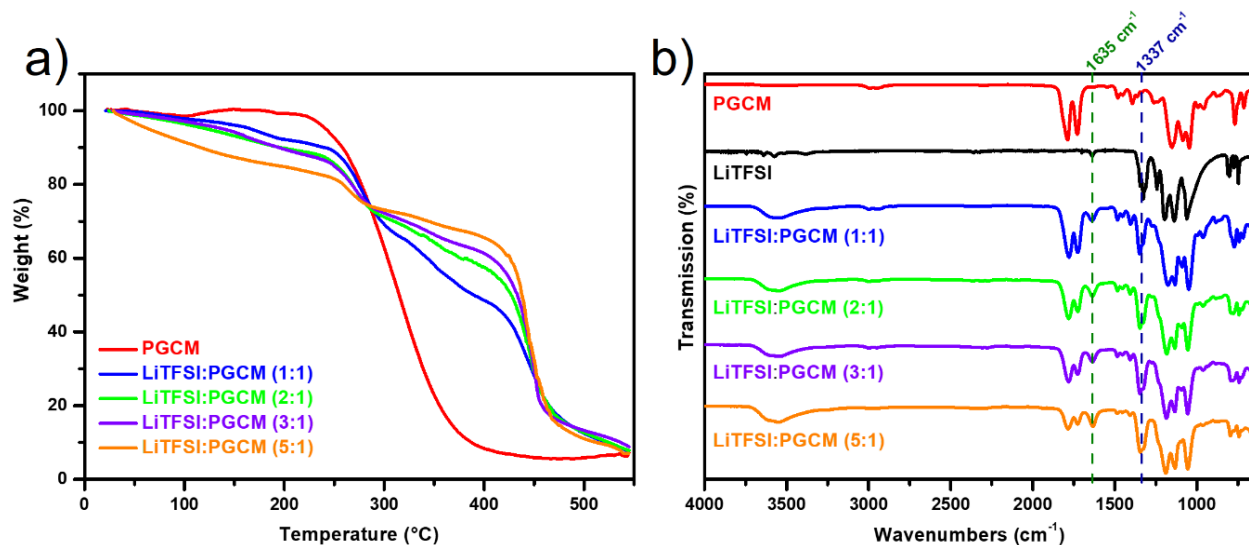 a)
100
80
60
40
20
0
Weight (%)
PGCM
LiTFSI:PGCM (1:1)
LiTFSI:PGCM (2:1)
LiTFSI:PGCM (3:1)
LiTFSI:PGCM (5:1)
0 100 200 300 400 500
Temperature (°C)
b)
1635 cm⁻¹
1337 cm⁻¹
Transmission (%)
PGCM
LiTFSI
LiTFSI:PGCM (1:1)
LiTFSI:PGCM (2:1)
LiTFSI:PGCM (3:1)
LiTFSI:PGCM (5:1)
4000 3500 3000 2500 2000 1500 1000
Wavenumbers (cm⁻¹)